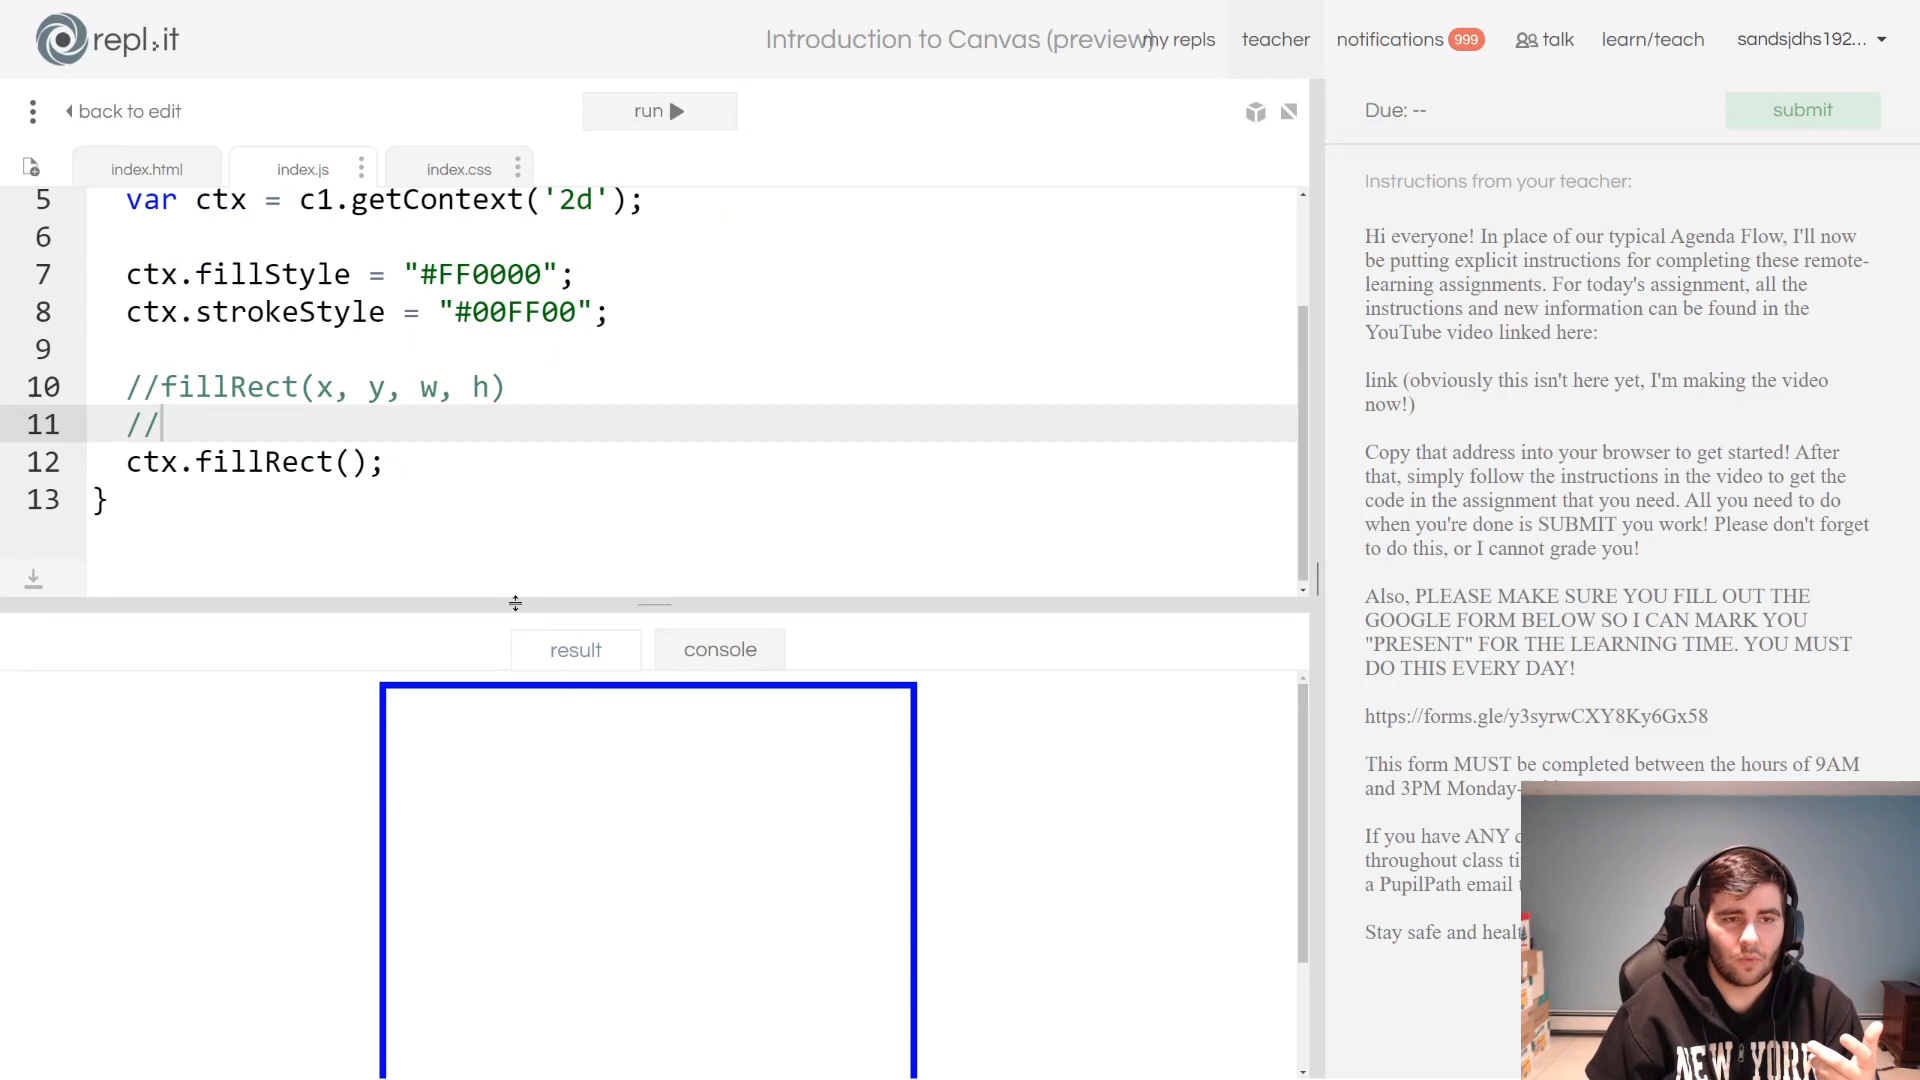 repl.it
Introduction to Canvas (preview)
my repls
teacher
notifications 999
talk
learn/teach
sandsjdhs192...
back to edit
run
Due: --
submit
index.html
index.js
index.css
Instructions from your teacher:
5 var ctx = c1.getContext('2d');
6
7 ctx.fillStyle = "#FF0000";
8 ctx.strokeStyle = "#00FF00";
9
10 //fillRect(x, y, w, h)
11 //
12 ctx.fillRect();
13 }
result
console
Hi everyone! In place of our typical Agenda Flow, I'll now
be putting explicit instructions for completing these remote-
learning assignments. For today's assignment, all the
instructions and new information can be found in the
YouTube video linked here:
link (obviously this isn't here yet, I'm making the video
now!)
Copy that address into your browser to get started! After
that, simply follow the instructions in the video to get the
code in the assignment that you need. All you need to do
when you're done is SUBMIT you work! Please don't forget
to do this, or I cannot grade you!
Also, PLEASE MAKE SURE YOU FILL OUT THE
GOOGLE FORM BELOW SO I CAN MARK YOU
"PRESENT" FOR THE LEARNING TIME. YOU MUST
DO THIS EVERY DAY!
https://forms.gle/y3syrwCXY8Ky6Gx58
This form MUST be completed between the hours of 9AM
and 3PM Monday-
If you have ANY
throughout class
a PupilPath email
Stay safe and
NEW YORK